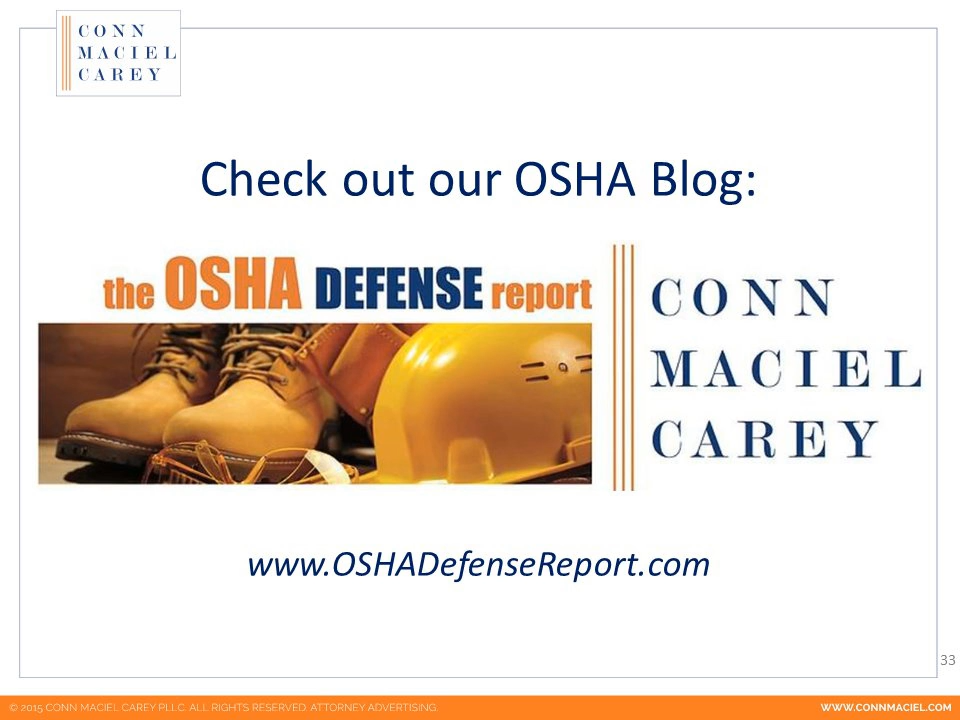 CONN
MACIEL
CAREY
Check out our OSHA Blog:
the OSHA DEFENSE report
CONN
MACIEL
CAREY
www.OSHADefenseReport.com
33
© 2015 CONN MACIEL CAREY PLLC. ALL RIGHTS RESERVED. ATTORNEY ADVERTISING.
WWW.CONNMACIEL.COM